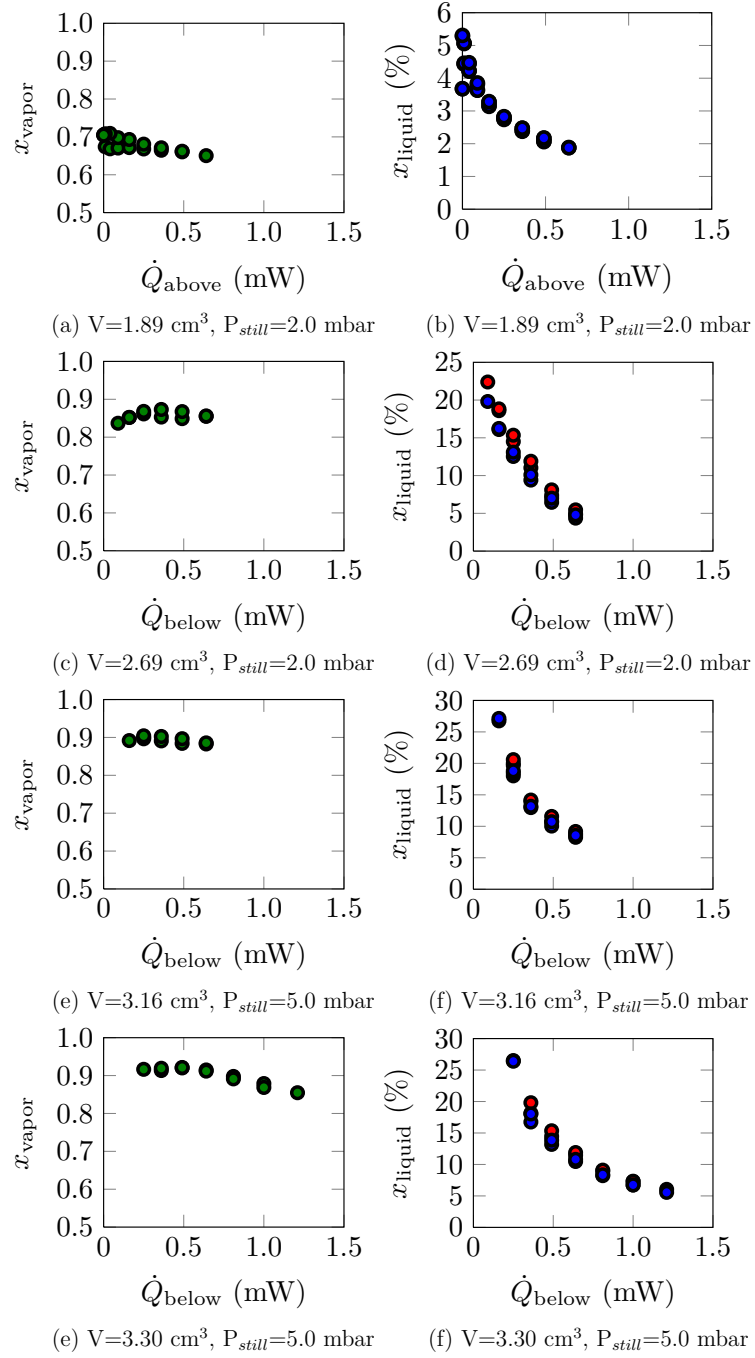 1.0
0.9
0.8
0.7
0.6
0.5
x_vapor
0 0.5 1.0 1.5
Q̇_above (mW)
(a) V=1.89 cm³, P_still=2.0 mbar
6
5
4
3
2
1
0
x_liquid (%)
0 0.5 1.0 1.5
Q̇_above (mW)
(b) V=1.89 cm³, P_still=2.0 mbar
1.0
0.9
0.8
0.7
0.6
0.5
x_vapor
0 0.5 1.0 1.5
Q̇_below (mW)
(c) V=2.69 cm³, P_still=2.0 mbar
25
20
15
10
5
0
x_liquid (%)
0 0.5 1.0 1.5
Q̇_below (mW)
(d) V=2.69 cm³, P_still=2.0 mbar
1.0
0.9
0.8
0.7
0.6
0.5
x_vapor
0 0.5 1.0 1.5
Q̇_below (mW)
(e) V=3.16 cm³, P_still=5.0 mbar
30
25
20
15
10
5
0
x_liquid (%)
0 0.5 1.0 1.5
Q̇_below (mW)
(f) V=3.16 cm³, P_still=5.0 mbar
1.0
0.9
0.8
0.7
0.6
0.5
x_vapor
0 0.5 1.0 1.5
Q̇_below (mW)
(e) V=3.30 cm³, P_still=5.0 mbar
30
25
20
15
10
5
0
x_liquid (%)
0 0.5 1.0 1.5
Q̇_below (mW)
(f) V=3.30 cm³, P_still=5.0 mbar